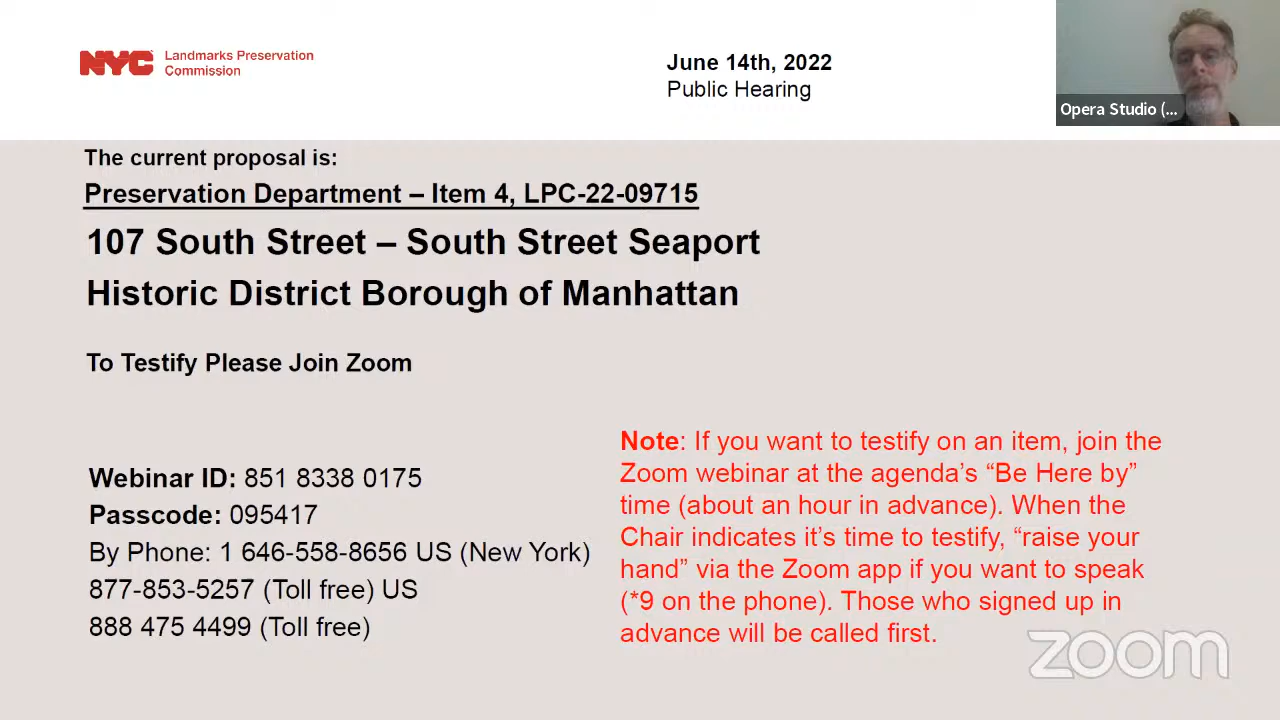 NYC
Landmarks Preservation
Commission
June 14th, 2022
Public Hearing
Opera Studio (...
The current proposal is:
Preservation Department – Item 4, LPC-22-09715
107 South Street – South Street Seaport
Historic District Borough of Manhattan
To Testify Please Join Zoom
Webinar ID: 851 8338 0175
Passcode: 095417
By Phone: 1 646-558-8656 US (New York)
877-853-5257 (Toll free) US
888 475 4499 (Toll free)
Note: If you want to testify on an item, join the
Zoom webinar at the agenda’s “Be Here by”
time (about an hour in advance). When the
Chair indicates it’s time to testify, “raise your
hand” via the Zoom app if you want to speak
(*9 on the phone). Those who signed up in
advance will be called first.
zoom